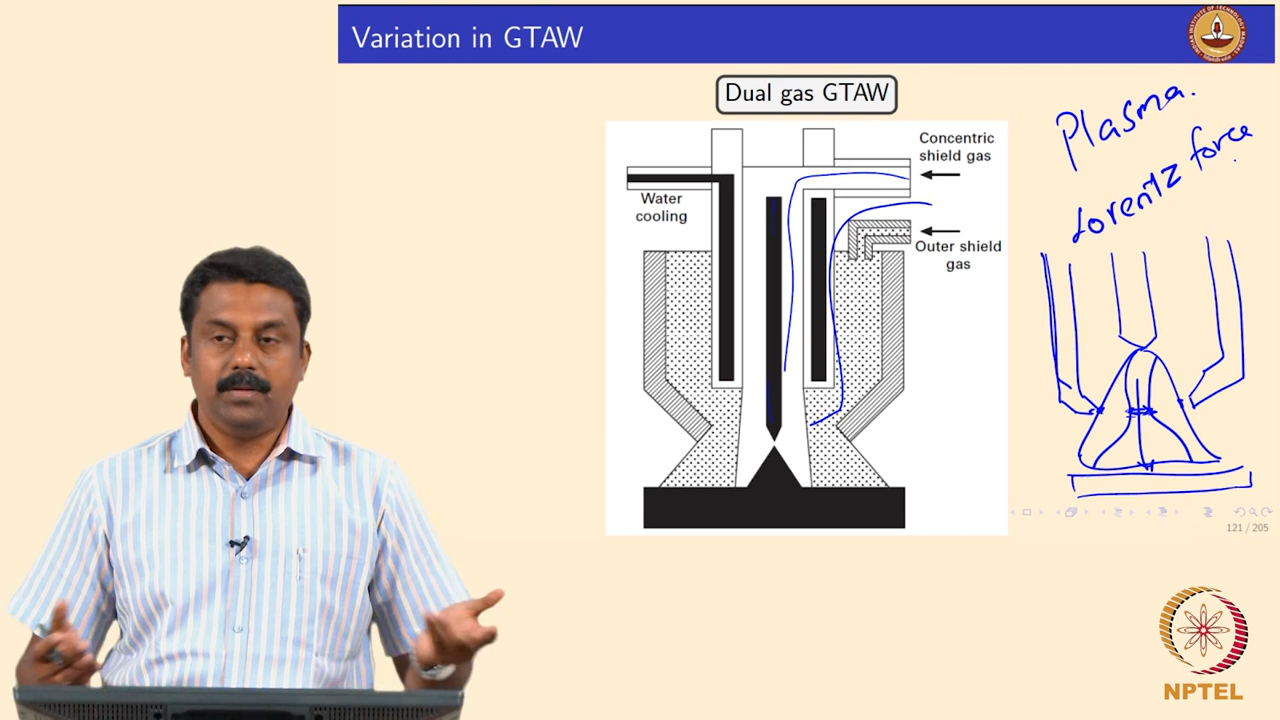 Variation in GTAW
Dual gas GTAW
Concentric
shield gas
Water
cooling
Outer shield
gas
Plasma.
Lorentz force
121 / 205
NPTEL